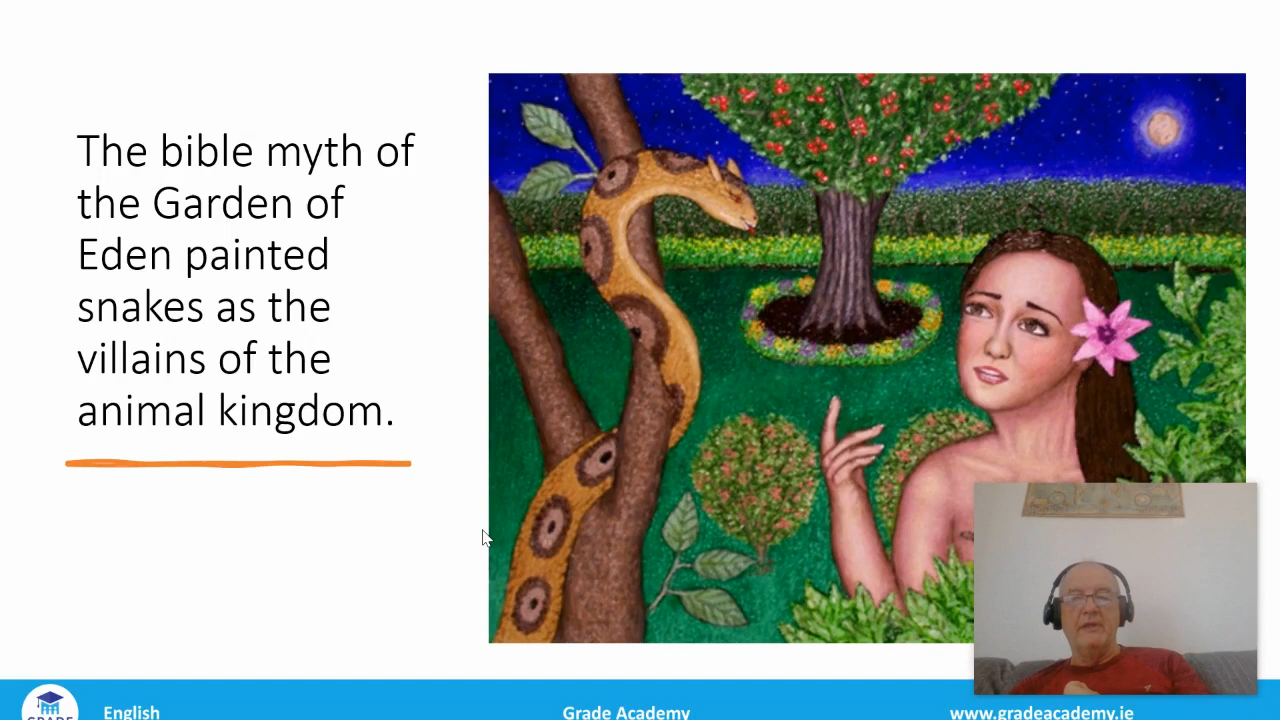 The bible myth of
the Garden of
Eden painted
snakes as the
villains of the
animal kingdom.
GRADE
English
Grade Academy
www.gradeacademy.ie